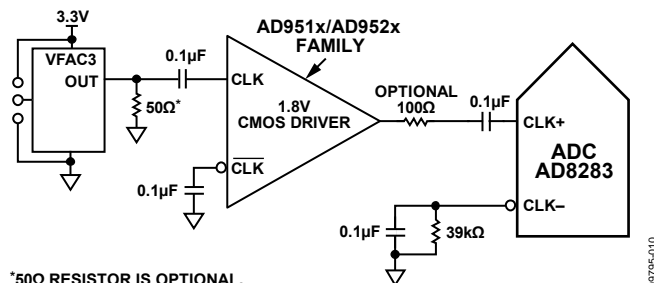 3.3V
VFAC3
OUT
0.1µF
50Ω*
AD951x/AD952x
FAMILY
CLK
1.8V
CMOS DRIVER
CLK
0.1µF
OPTIONAL
100Ω
0.1µF
CLK+
ADC
AD8283
CLK–
0.1µF
39kΩ
*50Ω RESISTOR IS OPTIONAL.